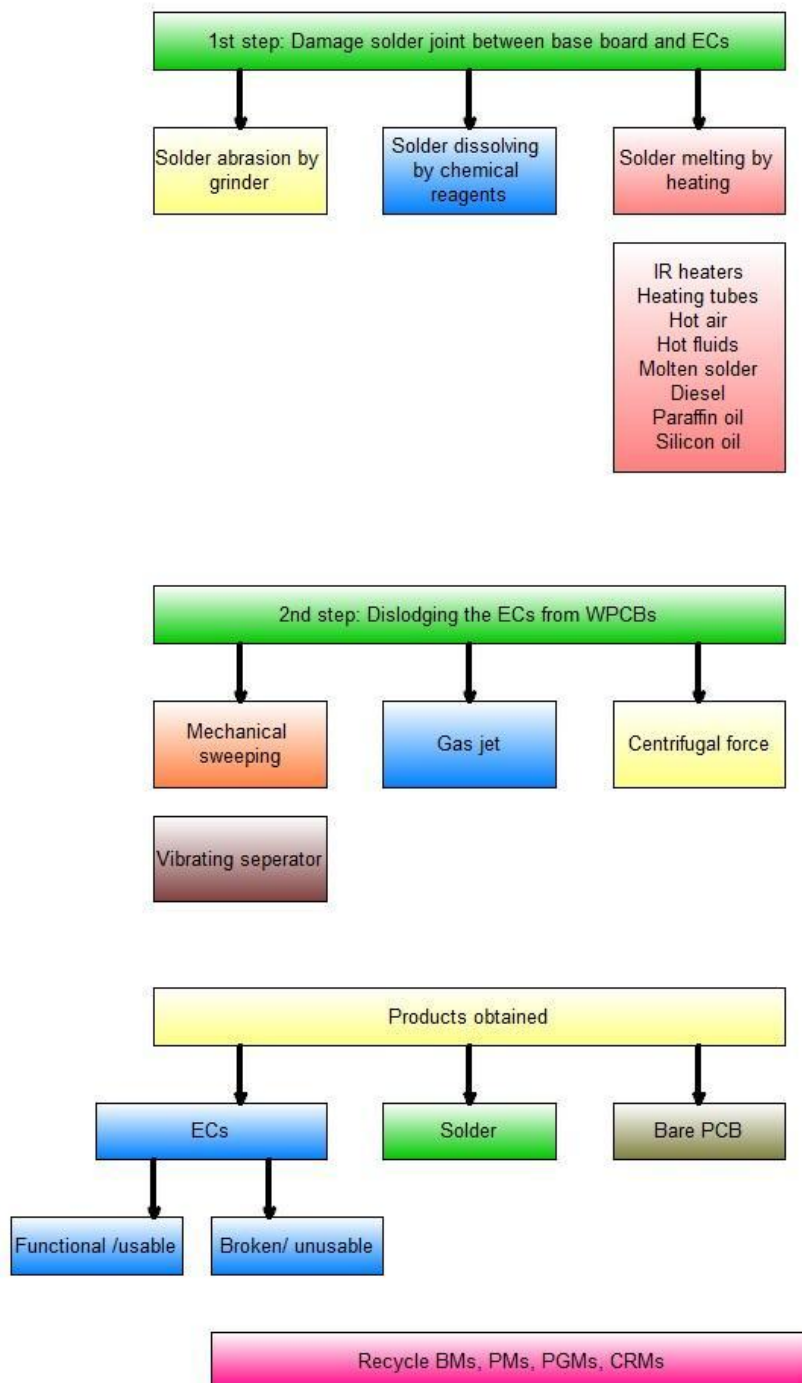 1st step: Damage solder joint between base board and ECs
Solder abrasion by
grinder
Solder dissolving
by chemical
reagents
Solder melting by
heating
IR heaters
Heating tubes
Hot air
Hot fluids
Molten solder
Diesel
Paraffin oil
Silicon oil
2nd step: Dislodging the ECs from WPCBs
Mechanical
sweeping
Gas jet
Centrifugal force
Vibrating seperator
Products obtained
ECs
Solder
Bare PCB
Functional /usable
Broken/ unusable
Recycle BMs, PMs, PGMs, CRMs